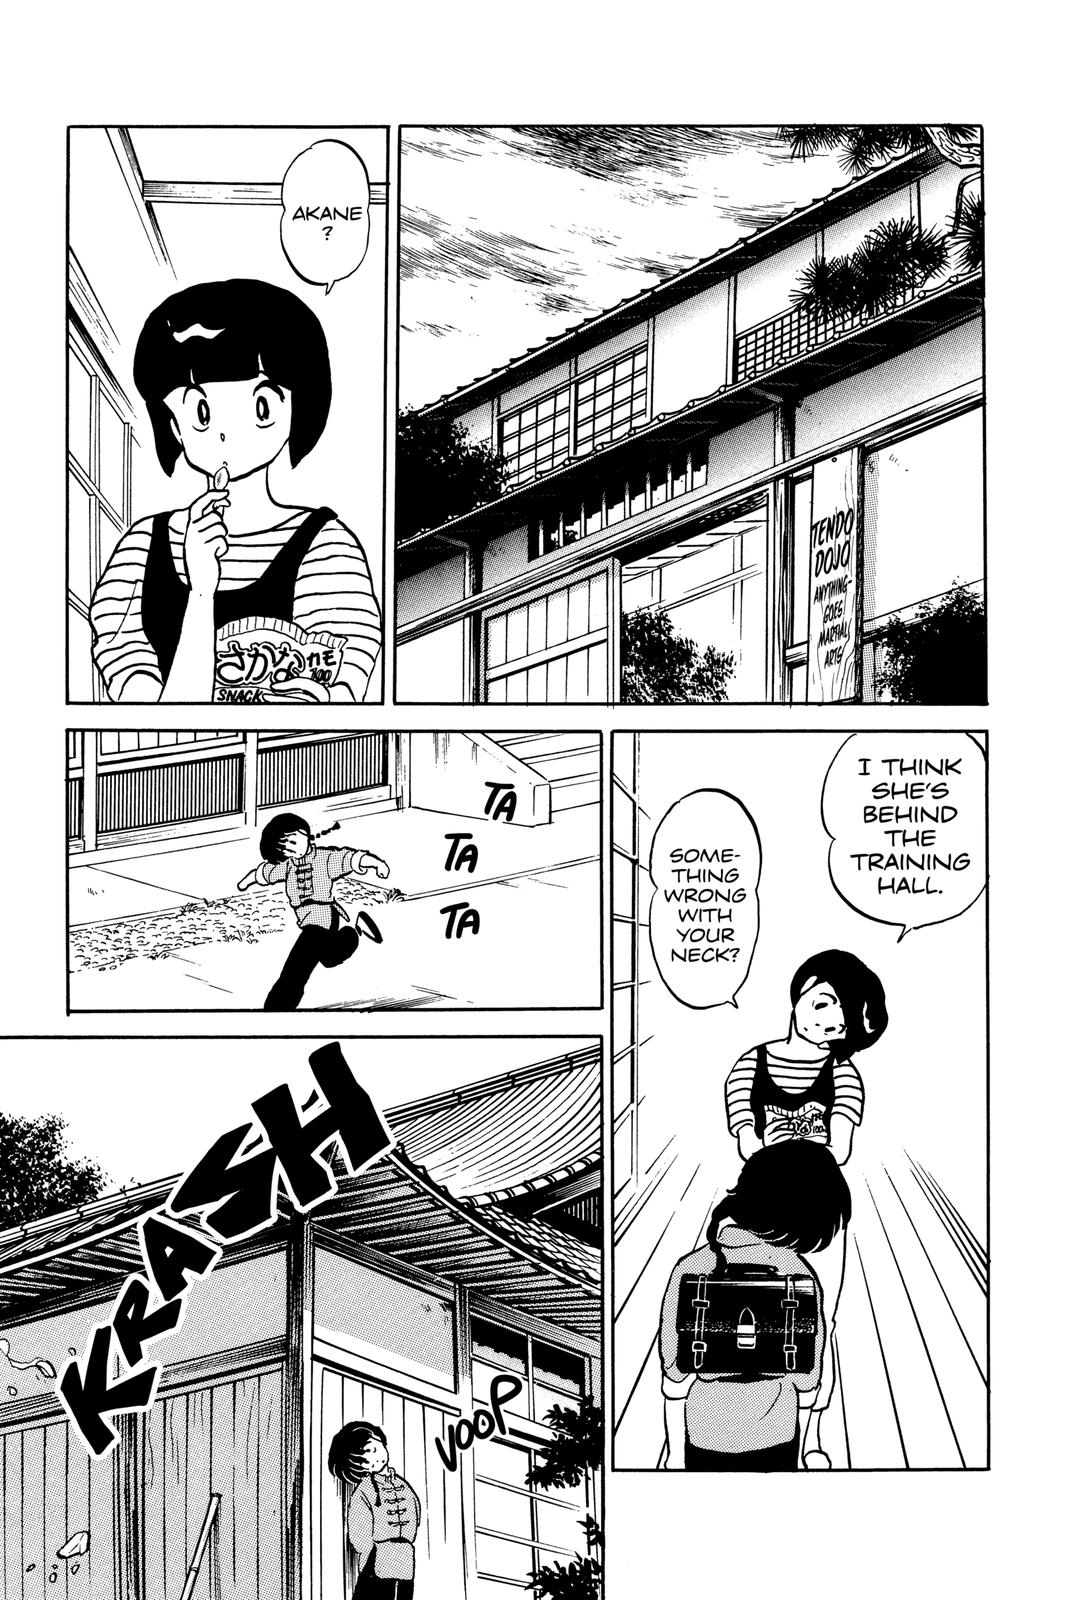 TENDO
DOJO
ANYTHING-
GOES
MARTIAL
ARTS
AKANE
?
さかな
カモ
100
SNACK
I THINK
SHE'S
BEHIND
THE
TRAINING
HALL.
SOME-
THING
WRONG
WITH
YOUR
NECK?
100
TA
TA
TA
KRASH
VOOP